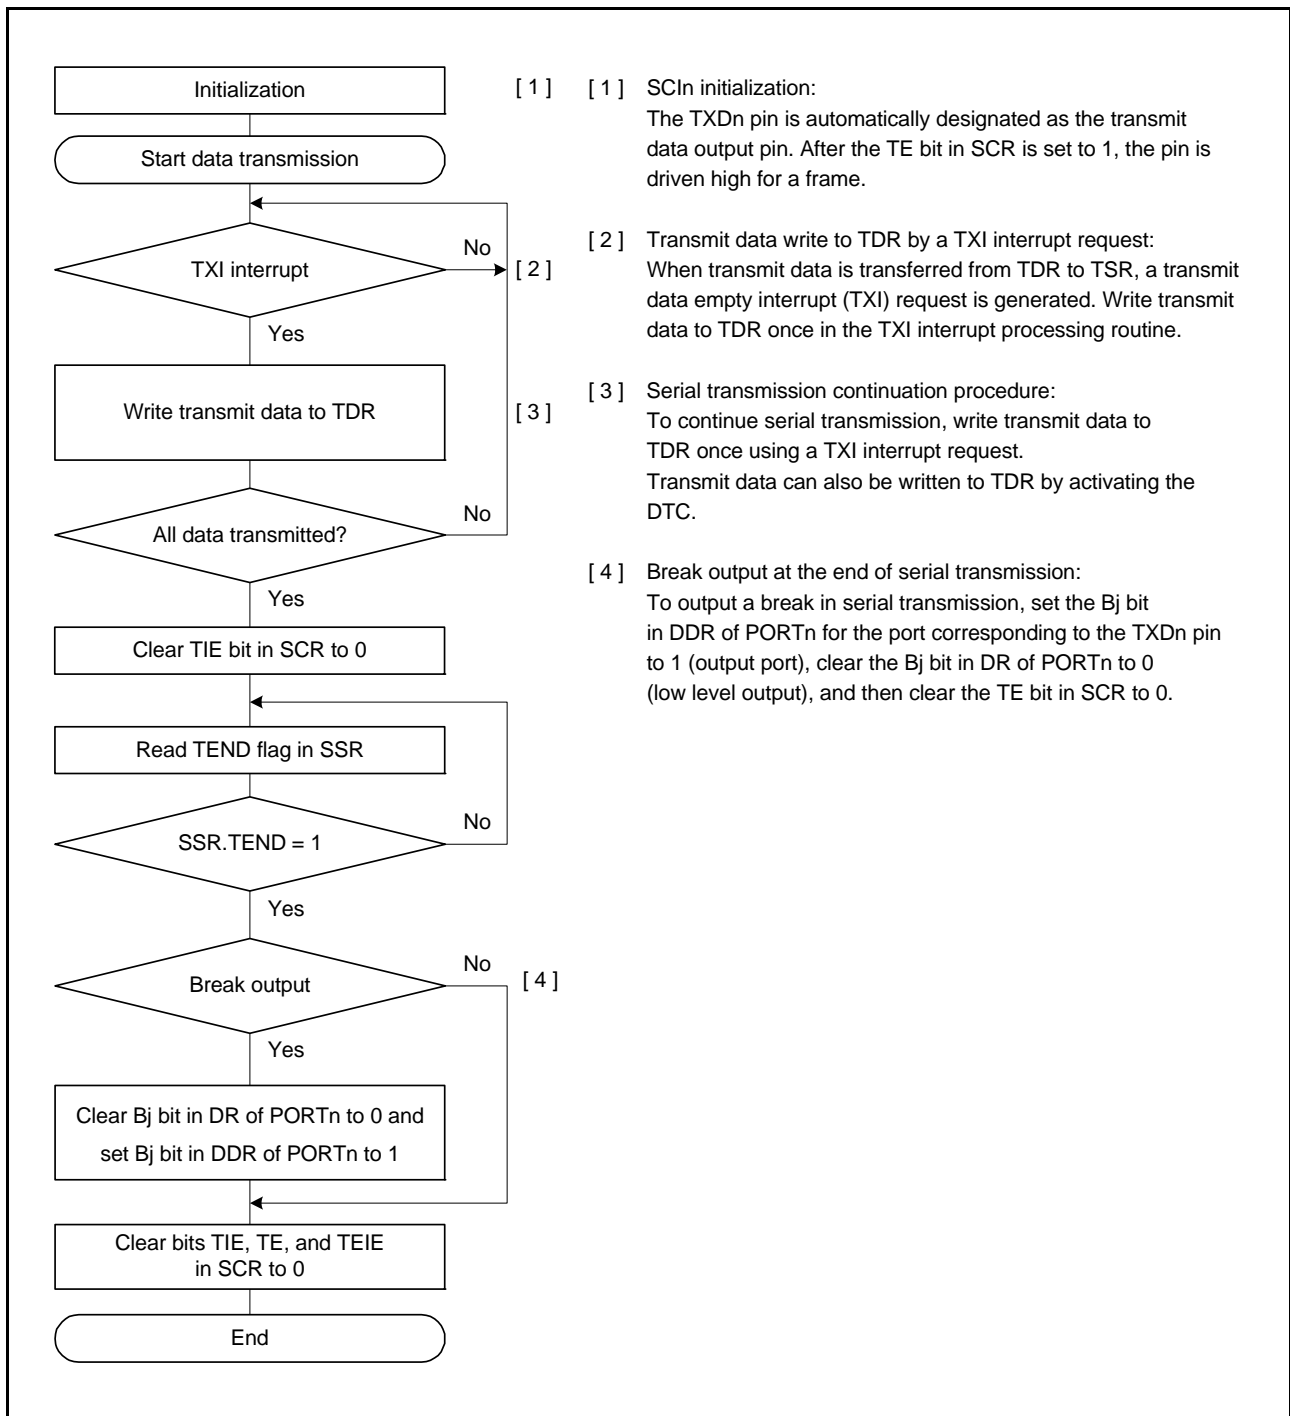 Initialization
[ 1 ]
Start data transmission
TXI interrupt
No
[ 2 ]
Yes
Write transmit data to TDR
[ 3 ]
All data transmitted?
No
Yes
Clear TIE bit in SCR to 0
Read TEND flag in SSR
SSR.TEND = 1
No
Yes
Break output
No
[ 4 ]
Yes
Clear Bj bit in DR of PORTn to 0 and
set Bj bit in DDR of PORTn to 1
Clear bits TIE, TE, and TEIE
in SCR to 0
End
[ 1 ] SCIn initialization:
The TXDn pin is automatically designated as the transmit
data output pin. After the TE bit in SCR is set to 1, the pin is
driven high for a frame.
[ 2 ] Transmit data write to TDR by a TXI interrupt request:
When transmit data is transferred from TDR to TSR, a transmit
data empty interrupt (TXI) request is generated. Write transmit
data to TDR once in the TXI interrupt processing routine.
[ 3 ] Serial transmission continuation procedure:
To continue serial transmission, write transmit data to
TDR once using a TXI interrupt request.
Transmit data can also be written to TDR by activating the
DTC.
[ 4 ] Break output at the end of serial transmission:
To output a break in serial transmission, set the Bj bit
in DDR of PORTn for the port corresponding to the TXDn pin
to 1 (output port), clear the Bj bit in DR of PORTn to 0
(low level output), and then clear the TE bit in SCR to 0.